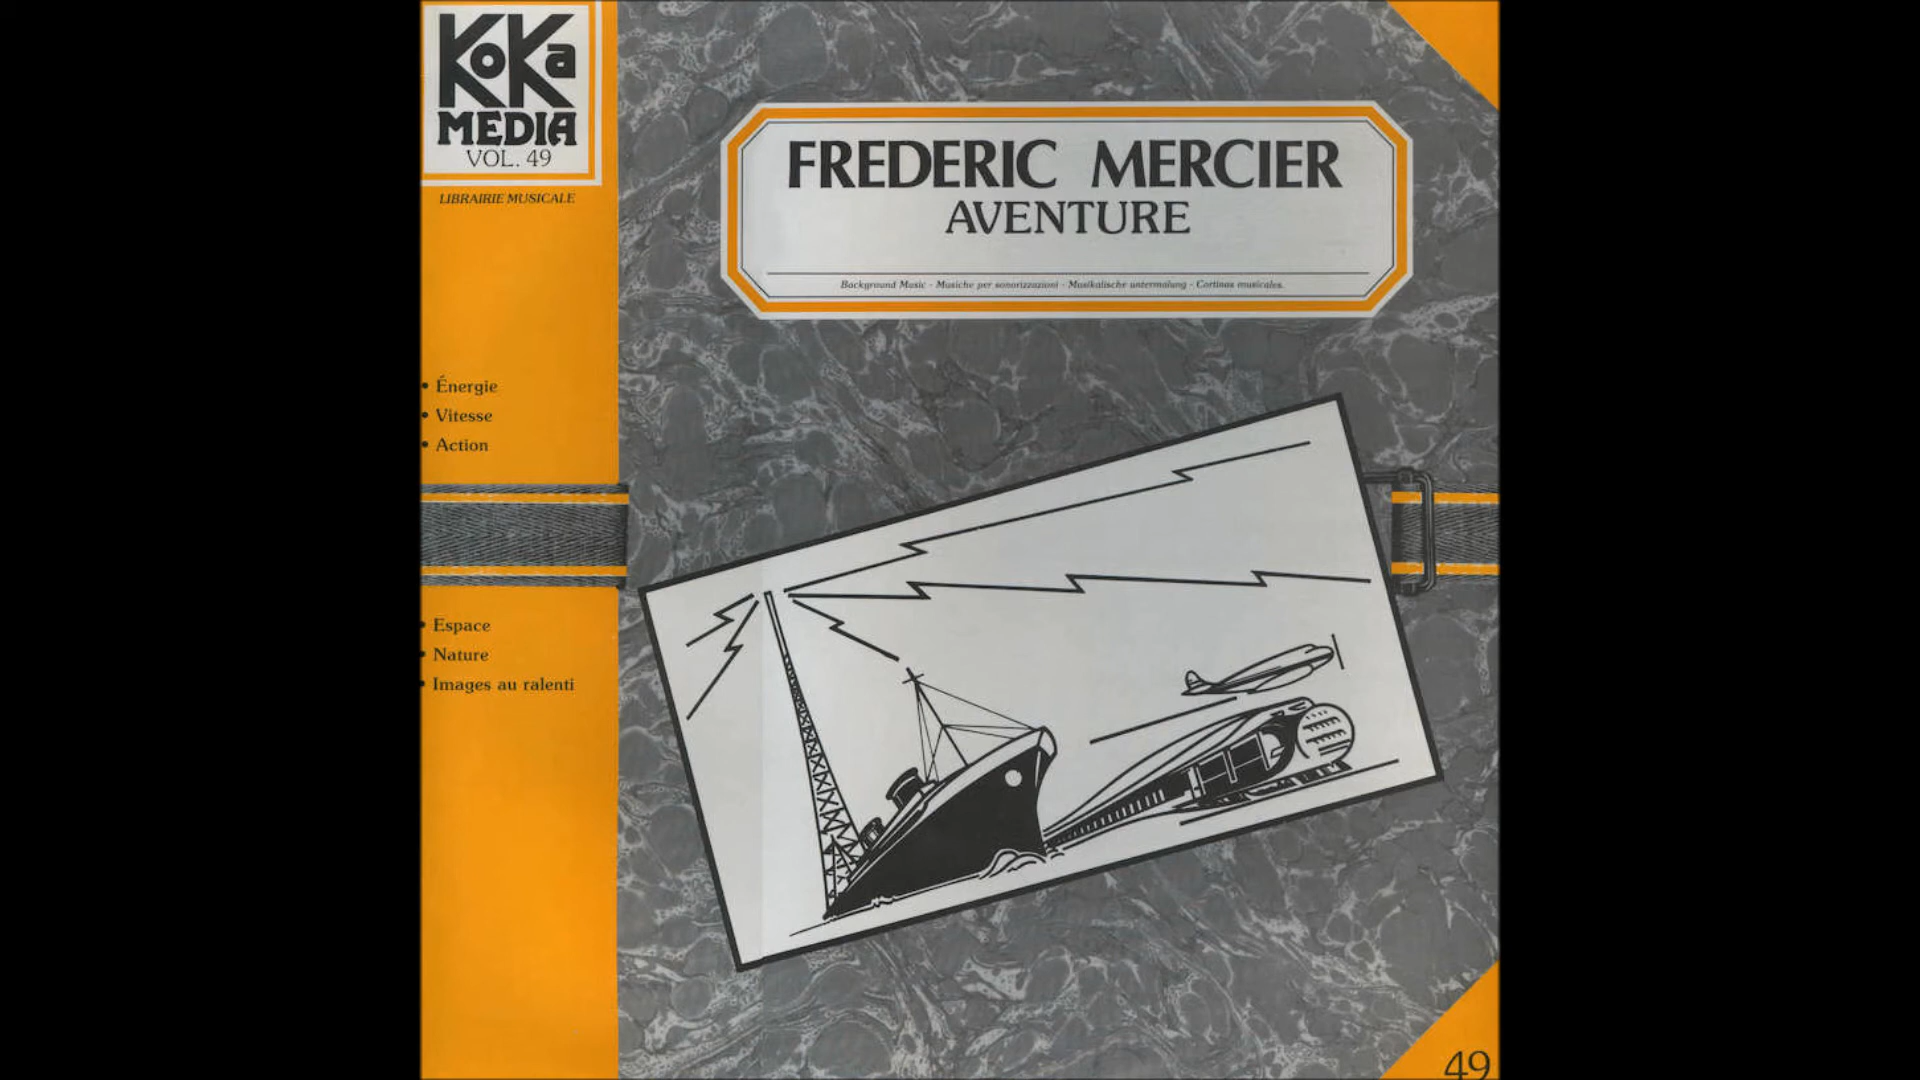 KoKa
MEDIA
VOL. 49
LIBRAIRIE MUSICALE
FREDERIC MERCIER
AVENTURE
Background Music - Musiche per sonorizzazioni - Musikalische untermalung - Cortinas musicales.
• Énergie
• Vitesse
• Action
• Espace
• Nature
• Images au ralenti
49